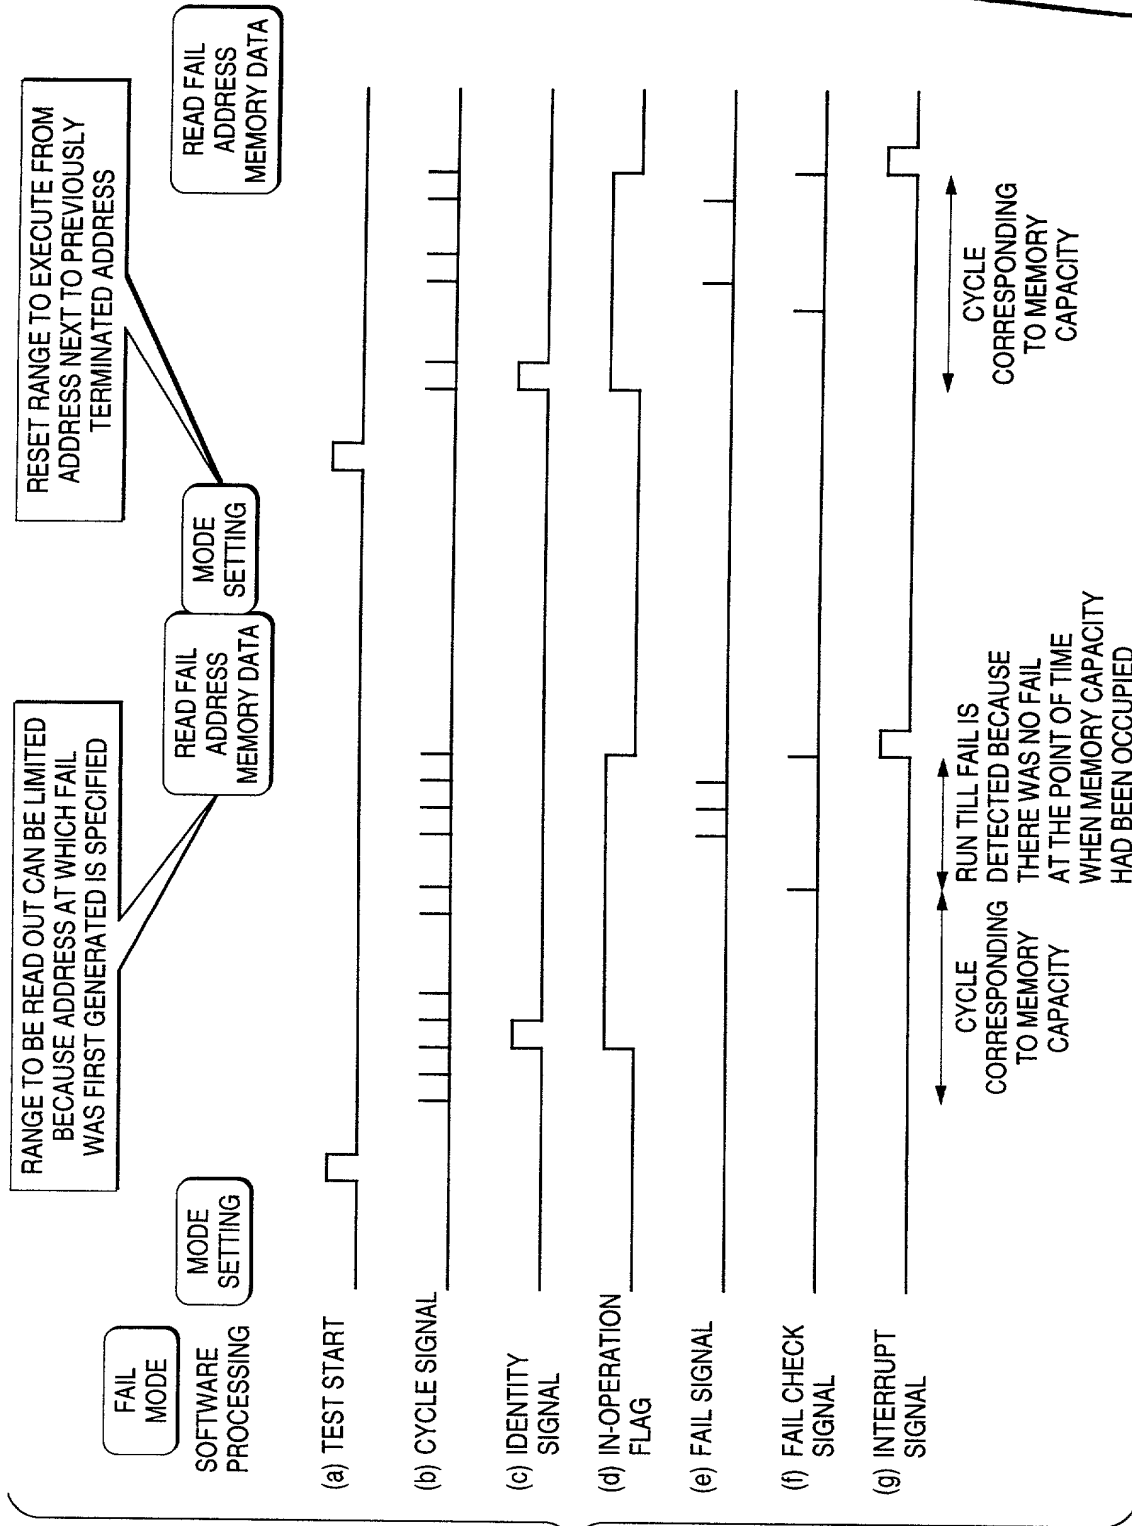 FAIL
MODE
SOFTWARE
PROCESSING
MODE
SETTING
RANGE TO BE READ OUT CAN BE LIMITED
BECAUSE ADDRESS AT WHICH FAIL
WAS FIRST GENERATED IS SPECIFIED
READ FAIL
ADDRESS
MEMORY DATA
MODE
SETTING
RESET RANGE TO EXECUTE FROM
ADDRESS NEXT TO PREVIOUSLY
TERMINATED ADDRESS
READ FAIL
ADDRESS
MEMORY DATA
(a) TEST START
(b) CYCLE SIGNAL
(c) IDENTITY
SIGNAL
(d) IN-OPERATION
FLAG
(e) FAIL SIGNAL
(f) FAIL CHECK
SIGNAL
(g) INTERRUPT
SIGNAL
CYCLE
CORRESPONDING
TO MEMORY
CAPACITY
RUN TILL FAIL IS
DETECTED BECAUSE
THERE WAS NO FAIL
AT THE POINT OF TIME
WHEN MEMORY CAPACITY
HAD BEEN OCCUPIED
CYCLE
CORRESPONDING
TO MEMORY
CAPACITY